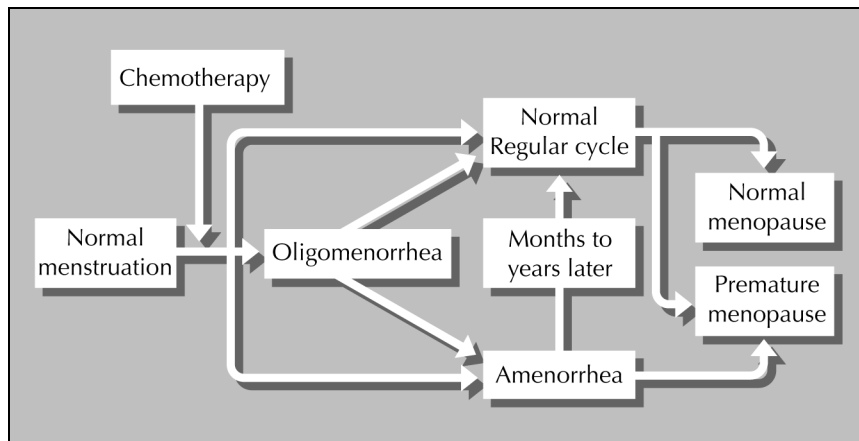 Chemotherapy
Normal
menstruation
Oligomenorrhea
Normal
Regular cycle
Months to
years later
Amenorrhea
Normal
menopause
Premature
menopause